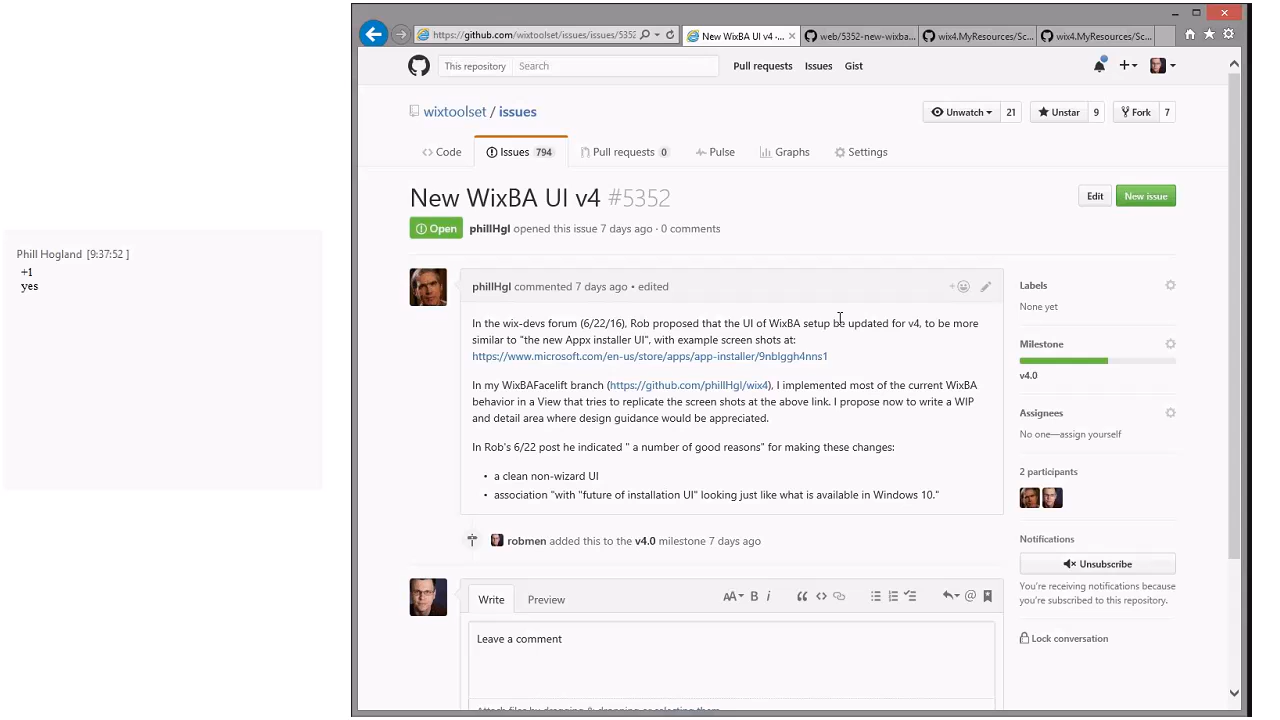 Phill Hogland [9:37:52 ]
+1
yes
https://github.com/wixtoolset/issues/issues/5352
New WixBA UI v4 -...
web/5352-new-wixba...
wix4.MyResources/Sc...
wix4.MyResources/Sc...
This repository
Search
Pull requests
Issues
Gist
wixtoolset / issues
Unwatch
21
Unstar
9
Fork
7
Code
Issues 794
Pull requests 0
Pulse
Graphs
Settings
New WixBA UI v4 #5352
Edit
New issue
Open
phillHgl opened this issue 7 days ago · 0 comments
phillHgl commented 7 days ago • edited
In the wix-devs forum (6/22/16), Rob proposed that the UI of WixBA setup be updated for v4, to be more
similar to "the new Appx installer UI", with example screen shots at:
https://www.microsoft.com/en-us/store/apps/app-installer/9nblggh4nns1
In my WixBAFacelift branch (https://github.com/phillHgl/wix4), I implemented most of the current WixBA
behavior in a View that tries to replicate the screen shots at the above link. I propose now to write a WIP
and detail area where design guidance would be appreciated.
In Rob's 6/22 post he indicated " a number of good reasons" for making these changes:
• a clean non-wizard UI
• association "with "future of installation UI" looking just like what is available in Windows 10."
robmen added this to the v4.0 milestone 7 days ago
Write
Preview
AA
B
i
@
Leave a comment
Attach files by dragging & dropping or selecting them.
Labels
None yet
Milestone
v4.0
Assignees
No one—assign yourself
2 participants
Notifications
Unsubscribe
You're receiving notifications because
you're subscribed to this repository.
Lock conversation